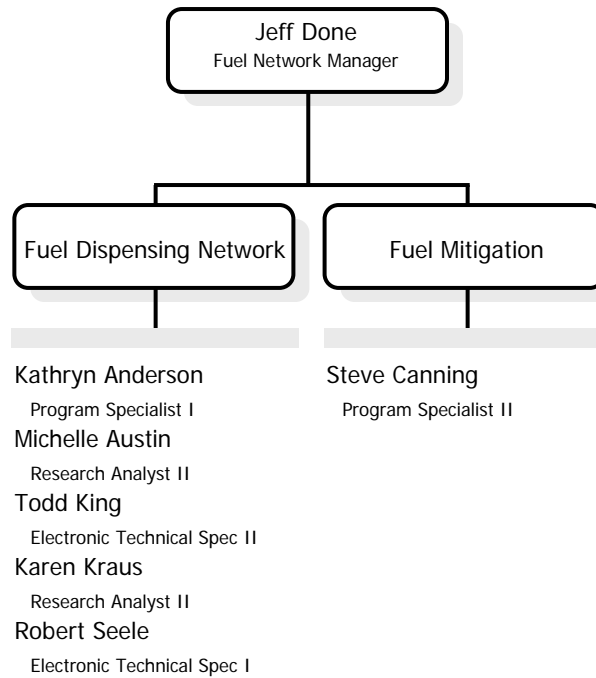 Jeff Done
Fuel Network Manager
Fuel Dispensing Network
Fuel Mitigation
Kathryn Anderson
Program Specialist I
Michelle Austin
Research Analyst II
Todd King
Electronic Technical Spec II
Karen Kraus
Research Analyst II
Robert Seele
Electronic Technical Spec I
Steve Canning
Program Specialist II